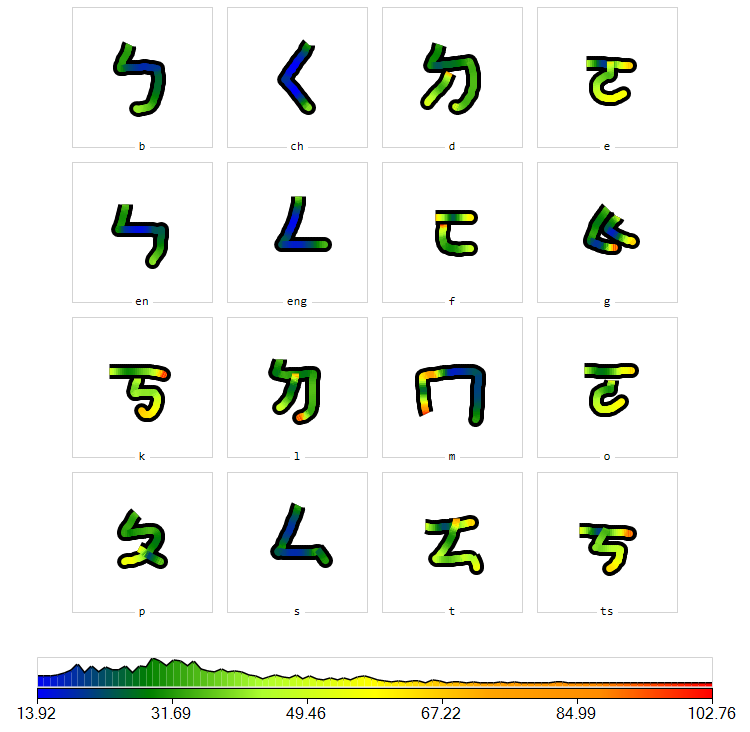 ㄅ ㄑ ㄉ ㄜ
b ch d e
ㄣ ㄥ ㄈ ㄍ
en eng f g
ㄎ ㄌ ㄇ ㄛ
k l m o
ㄆ ㄙ ㄊ ㄘ
p s t ts
13.92 31.69 49.46 67.22 84.99 102.76